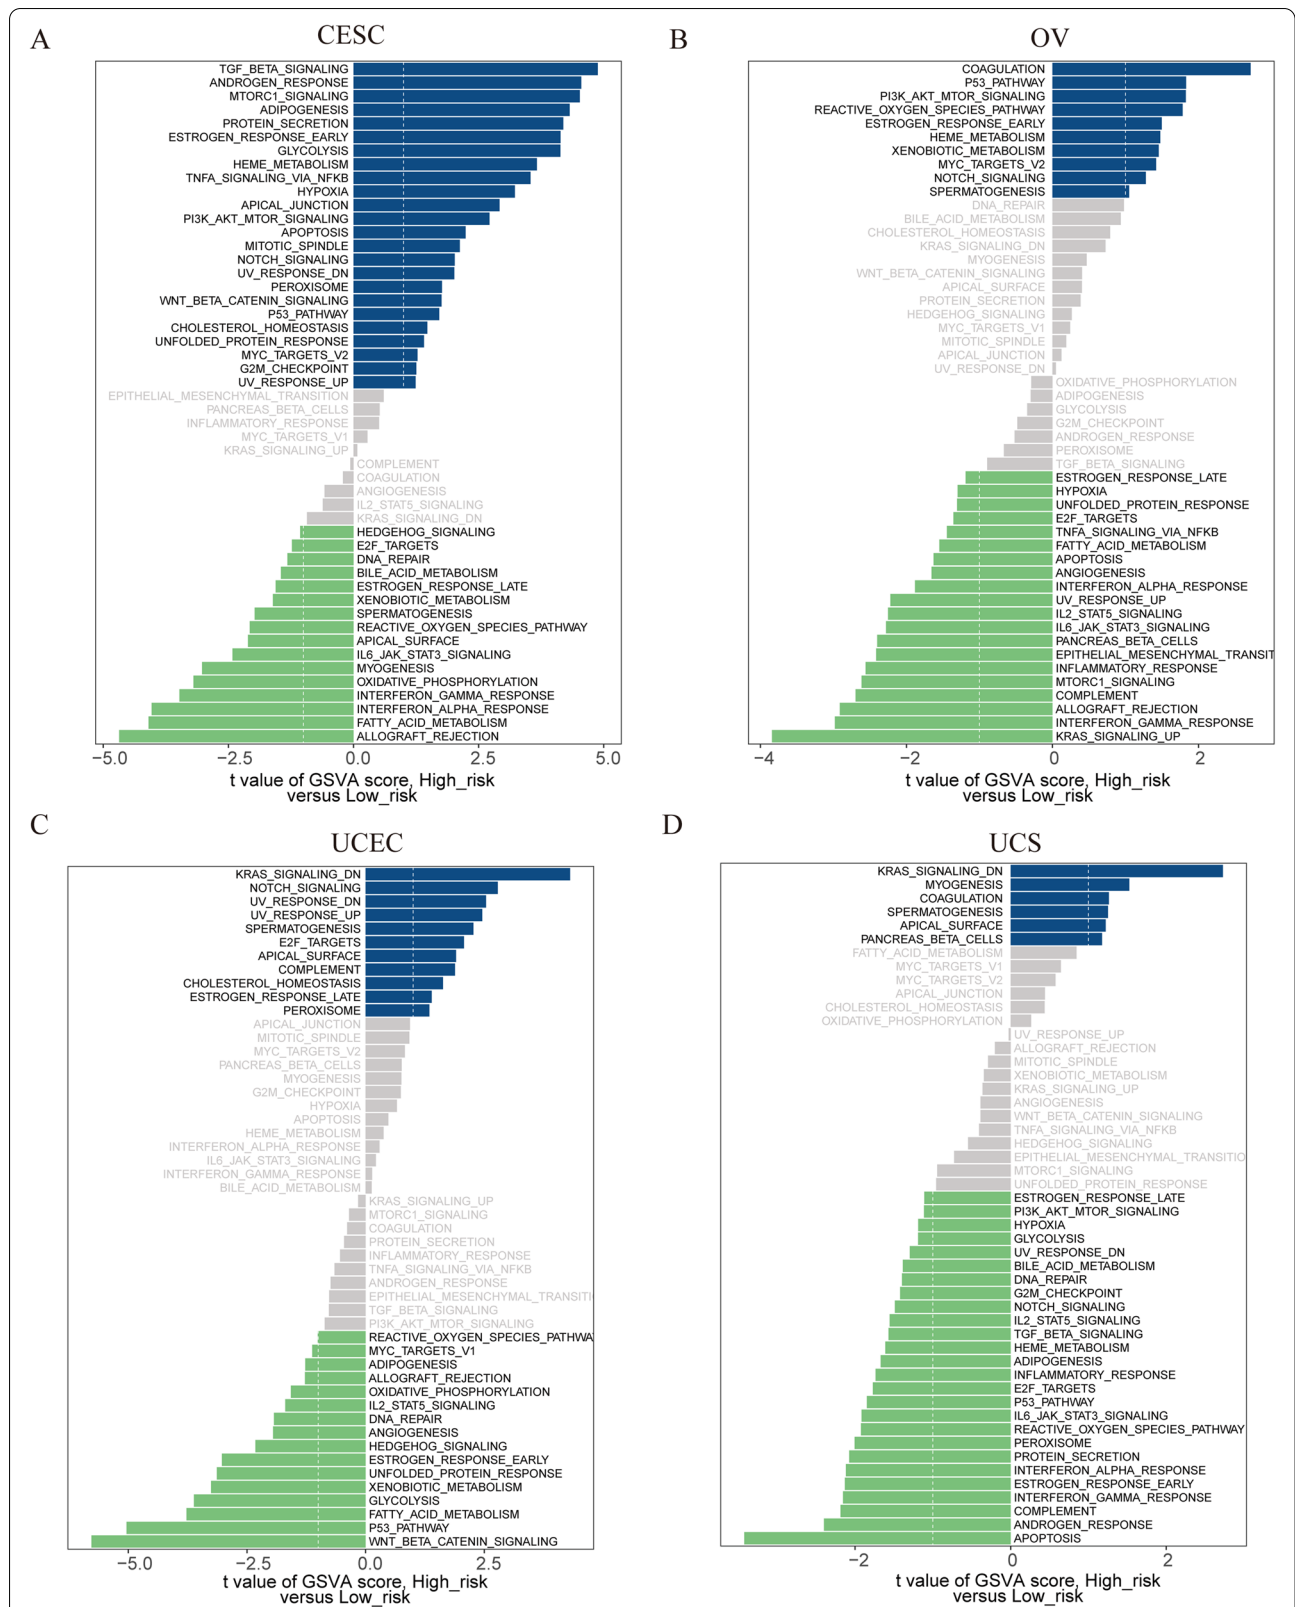 A
CESC
TGF_BETA_SIGNALING
ANDROGEN_RESPONSE
MTORC1_SIGNALING
ADIPOGENESIS
PROTEIN_SECRETION
ESTROGEN_RESPONSE_EARLY
GLYCOLYSIS
HEME_METABOLISM
TNFA_SIGNALING_VIA_NFKB
HYPOXIA
APICAL_JUNCTION
PI3K_AKT_MTOR_SIGNALING
APOPTOSIS
MITOTIC_SPINDLE
NOTCH_SIGNALING
UV_RESPONSE_DN
PEROXISOME
WNT_BETA_CATENIN_SIGNALING
P53_PATHWAY
CHOLESTEROL_HOMEOSTASIS
UNFOLDED_PROTEIN_RESPONSE
MYC_TARGETS_V2
G2M_CHECKPOINT
UV_RESPONSE_UP
EPITHELIAL_MESENCHYMAL_TRANSITION
PANCREAS_BETA_CELLS
INFLAMMATORY_RESPONSE
MYC_TARGETS_V1
KRAS_SIGNALING_UP
COMPLEMENT
COAGULATION
ANGIOGENESIS
IL2_STAT5_SIGNALING
KRAS_SIGNALING_DN
HEDGEHOG_SIGNALING
E2F_TARGETS
DNA_REPAIR
BILE_ACID_METABOLISM
ESTROGEN_RESPONSE_LATE
XENOBIOTIC_METABOLISM
SPERMATOGENESIS
REACTIVE_OXYGEN_SPECIES_PATHWAY
APICAL_SURFACE
IL6_JAK_STAT3_SIGNALING
MYOGENESIS
OXIDATIVE_PHOSPHORYLATION
INTERFERON_GAMMA_RESPONSE
INTERFERON_ALPHA_RESPONSE
FATTY_ACID_METABOLISM
ALLOGRAFT_REJECTION
−5.0 −2.5 0.0 2.5 5.0
t value of GSVA score, High_risk
versus Low_risk
B
OV
COAGULATION
P53_PATHWAY
PI3K_AKT_MTOR_SIGNALING
REACTIVE_OXYGEN_SPECIES_PATHWAY
ESTROGEN_RESPONSE_EARLY
HEME_METABOLISM
XENOBIOTIC_METABOLISM
MYC_TARGETS_V2
NOTCH_SIGNALING
SPERMATOGENESIS
DNA_REPAIR
BILE_ACID_METABOLISM
CHOLESTEROL_HOMEOSTASIS
KRAS_SIGNALING_DN
MYOGENESIS
WNT_BETA_CATENIN_SIGNALING
APICAL_SURFACE
PROTEIN_SECRETION
HEDGEHOG_SIGNALING
MYC_TARGETS_V1
MITOTIC_SPINDLE
APICAL_JUNCTION
UV_RESPONSE_DN
OXIDATIVE_PHOSPHORYLATION
ADIPOGENESIS
GLYCOLYSIS
G2M_CHECKPOINT
ANDROGEN_RESPONSE
PEROXISOME
TGF_BETA_SIGNALING
ESTROGEN_RESPONSE_LATE
HYPOXIA
UNFOLDED_PROTEIN_RESPONSE
E2F_TARGETS
TNFA_SIGNALING_VIA_NFKB
FATTY_ACID_METABOLISM
APOPTOSIS
ANGIOGENESIS
INTERFERON_ALPHA_RESPONSE
UV_RESPONSE_UP
IL2_STAT5_SIGNALING
IL6_JAK_STAT3_SIGNALING
PANCREAS_BETA_CELLS
EPITHELIAL_MESENCHYMAL_TRANSIT
INFLAMMATORY_RESPONSE
MTORC1_SIGNALING
COMPLEMENT
ALLOGRAFT_REJECTION
INTERFERON_GAMMA_RESPONSE
KRAS_SIGNALING_UP
−4 −2 0 2
t value of GSVA score, High_risk
versus Low_risk
C
UCEC
KRAS_SIGNALING_DN
NOTCH_SIGNALING
UV_RESPONSE_DN
UV_RESPONSE_UP
SPERMATOGENESIS
E2F_TARGETS
APICAL_SURFACE
COMPLEMENT
CHOLESTEROL_HOMEOSTASIS
ESTROGEN_RESPONSE_LATE
PEROXISOME
APICAL_JUNCTION
MITOTIC_SPINDLE
MYC_TARGETS_V2
PANCREAS_BETA_CELLS
MYOGENESIS
G2M_CHECKPOINT
HYPOXIA
APOPTOSIS
HEME_METABOLISM
INTERFERON_ALPHA_RESPONSE
IL6_JAK_STAT3_SIGNALING
INTERFERON_GAMMA_RESPONSE
BILE_ACID_METABOLISM
KRAS_SIGNALING_UP
MTORC1_SIGNALING
COAGULATION
PROTEIN_SECRETION
INFLAMMATORY_RESPONSE
TNFA_SIGNALING_VIA_NFKB
ANDROGEN_RESPONSE
EPITHELIAL_MESENCHYMAL_TRANSITI
TGF_BETA_SIGNALING
PI3K_AKT_MTOR_SIGNALING
REACTIVE_OXYGEN_SPECIES_PATHWA
MYC_TARGETS_V1
ADIPOGENESIS
ALLOGRAFT_REJECTION
OXIDATIVE_PHOSPHORYLATION
IL2_STAT5_SIGNALING
DNA_REPAIR
ANGIOGENESIS
HEDGEHOG_SIGNALING
ESTROGEN_RESPONSE_EARLY
UNFOLDED_PROTEIN_RESPONSE
XENOBIOTIC_METABOLISM
GLYCOLYSIS
FATTY_ACID_METABOLISM
P53_PATHWAY
WNT_BETA_CATENIN_SIGNALING
−5.0 −2.5 0.0 2.5
t value of GSVA score, High_risk
versus Low_risk
D
UCS
KRAS_SIGNALING_DN
MYOGENESIS
COAGULATION
SPERMATOGENESIS
APICAL_SURFACE
PANCREAS_BETA_CELLS
FATTY_ACID_METABOLISM
MYC_TARGETS_V1
MYC_TARGETS_V2
APICAL_JUNCTION
CHOLESTEROL_HOMEOSTASIS
OXIDATIVE_PHOSPHORYLATION
UV_RESPONSE_UP
ALLOGRAFT_REJECTION
MITOTIC_SPINDLE
XENOBIOTIC_METABOLISM
KRAS_SIGNALING_UP
ANGIOGENESIS
WNT_BETA_CATENIN_SIGNALING
TNFA_SIGNALING_VIA_NFKB
HEDGEHOG_SIGNALING
EPITHELIAL_MESENCHYMAL_TRANSITIO
MTORC1_SIGNALING
UNFOLDED_PROTEIN_RESPONSE
ESTROGEN_RESPONSE_LATE
PI3K_AKT_MTOR_SIGNALING
HYPOXIA
GLYCOLYSIS
UV_RESPONSE_DN
BILE_ACID_METABOLISM
DNA_REPAIR
G2M_CHECKPOINT
NOTCH_SIGNALING
IL2_STAT5_SIGNALING
TGF_BETA_SIGNALING
HEME_METABOLISM
ADIPOGENESIS
INFLAMMATORY_RESPONSE
E2F_TARGETS
P53_PATHWAY
IL6_JAK_STAT3_SIGNALING
REACTIVE_OXYGEN_SPECIES_PATHWAY
PEROXISOME
PROTEIN_SECRETION
INTERFERON_ALPHA_RESPONSE
ESTROGEN_RESPONSE_EARLY
INTERFERON_GAMMA_RESPONSE
COMPLEMENT
ANDROGEN_RESPONSE
APOPTOSIS
−2 0 2
t value of GSVA score, High_risk
versus Low_risk